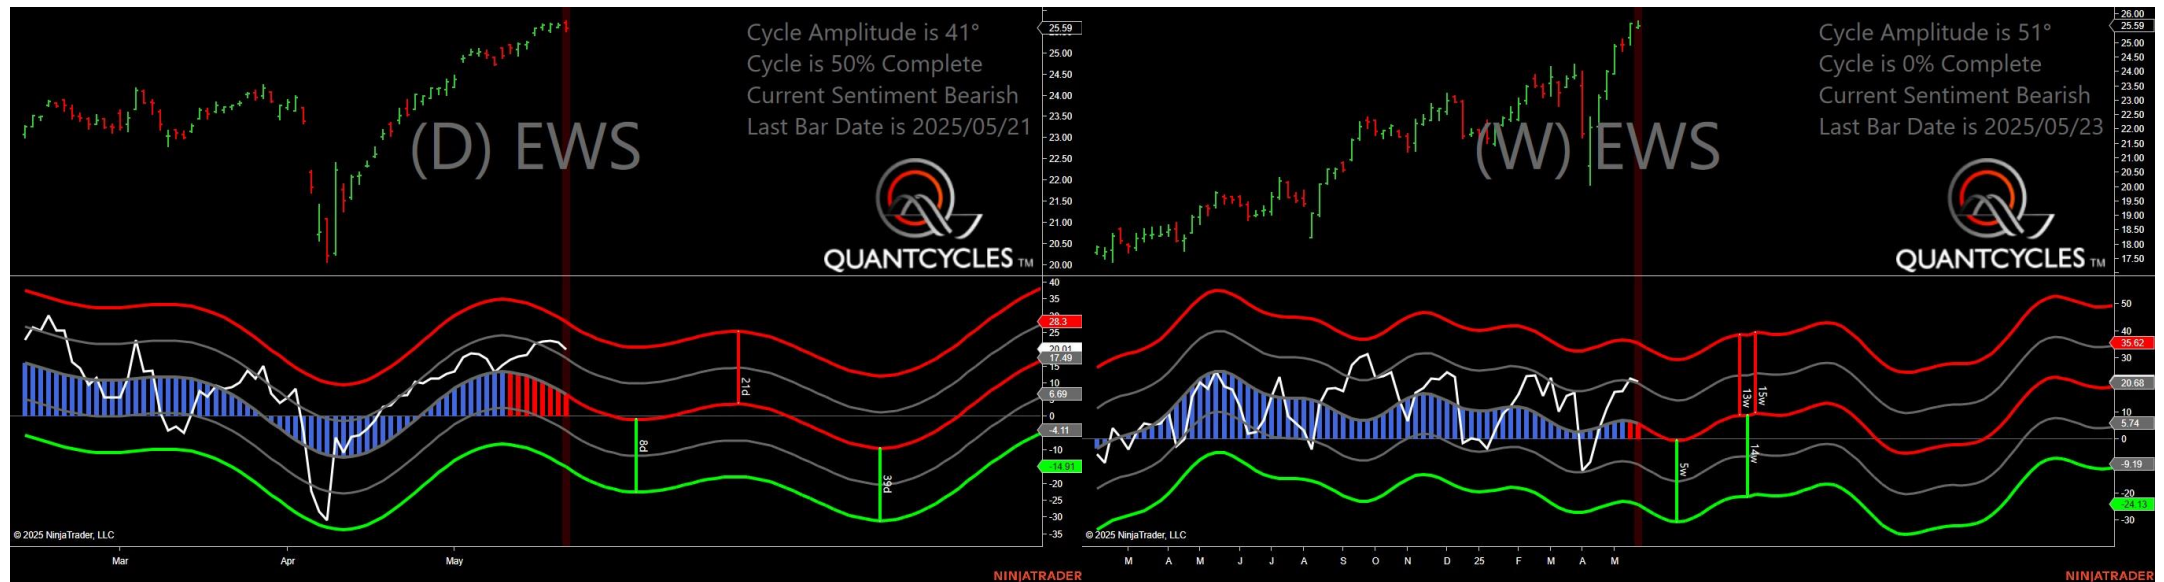 Cycle Amplitude is 41°
Cycle is 50% Complete
Current Sentiment Bearish
Last Bar Date is 2025/05/21
(D) EWS
QUANTCYCLES TM
25.59
25.00
24.50
24.00
23.50
23.00
22.50
22.00
21.50
21.00
20.50
20.00
40
35
28.3
25
20.01
17.49
15
10
6.69
0
-4.11
-10
-14.91
-20
-25
-30
-35
21d
8d
39d
© 2025 NinjaTrader, LLC
Mar
Apr
May
NINJATRADER
Cycle Amplitude is 51°
Cycle is 0% Complete
Current Sentiment Bearish
Last Bar Date is 2025/05/23
(W) EWS
QUANTCYCLES TM
26.00
25.59
25.00
24.50
24.00
23.50
23.00
22.50
22.00
21.50
21.00
20.50
20.00
19.50
19.00
18.50
18.00
17.50
50
40
35.62
30
20.68
10
5.74
0
-9.19
-20
-24.13
-30
13w
15w
14w
5w
© 2025 NinjaTrader, LLC
M A M J J A S O N D 25 F M A M
NINJATRADER